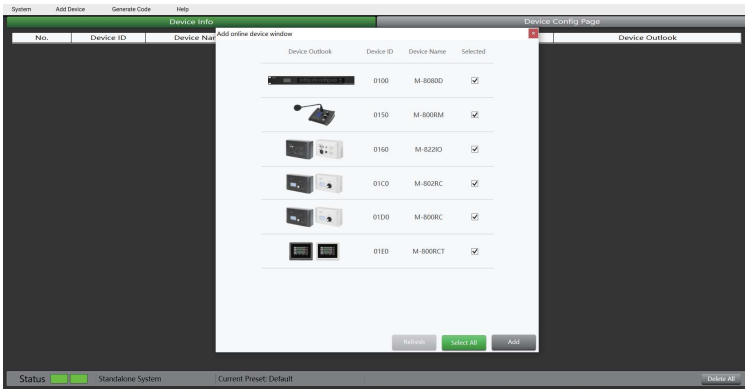 System Add Device Generate Code Help
Device Info Device Config Page
No. Device ID Device Nam Device Outlook
Add online device window
Device Outlook Device ID Device Name Selected
0100 M-8080D
0150 M-800RM
0160 M-822IO
01C0 M-802RC
01D0 M-800RC
01E0 M-800RCT
Refresh Select All Add
Status Standalone System Current Preset: Default Delete All